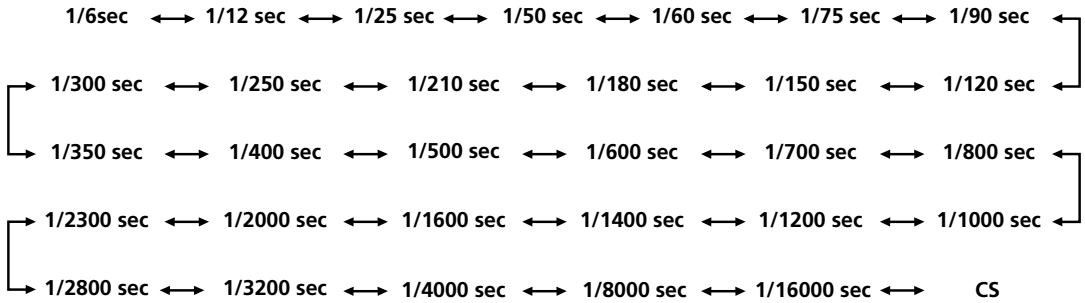 1/6sec 1/12 sec 1/25 sec 1/50 sec 1/60 sec 1/75 sec 1/90 sec
1/300 sec 1/250 sec 1/210 sec 1/180 sec 1/150 sec 1/120 sec
1/350 sec 1/400 sec 1/500 sec 1/600 sec 1/700 sec 1/800 sec
1/2300 sec 1/2000 sec 1/1600 sec 1/1400 sec 1/1200 sec 1/1000 sec
1/2800 sec 1/3200 sec 1/4000 sec 1/8000 sec 1/16000 sec CS